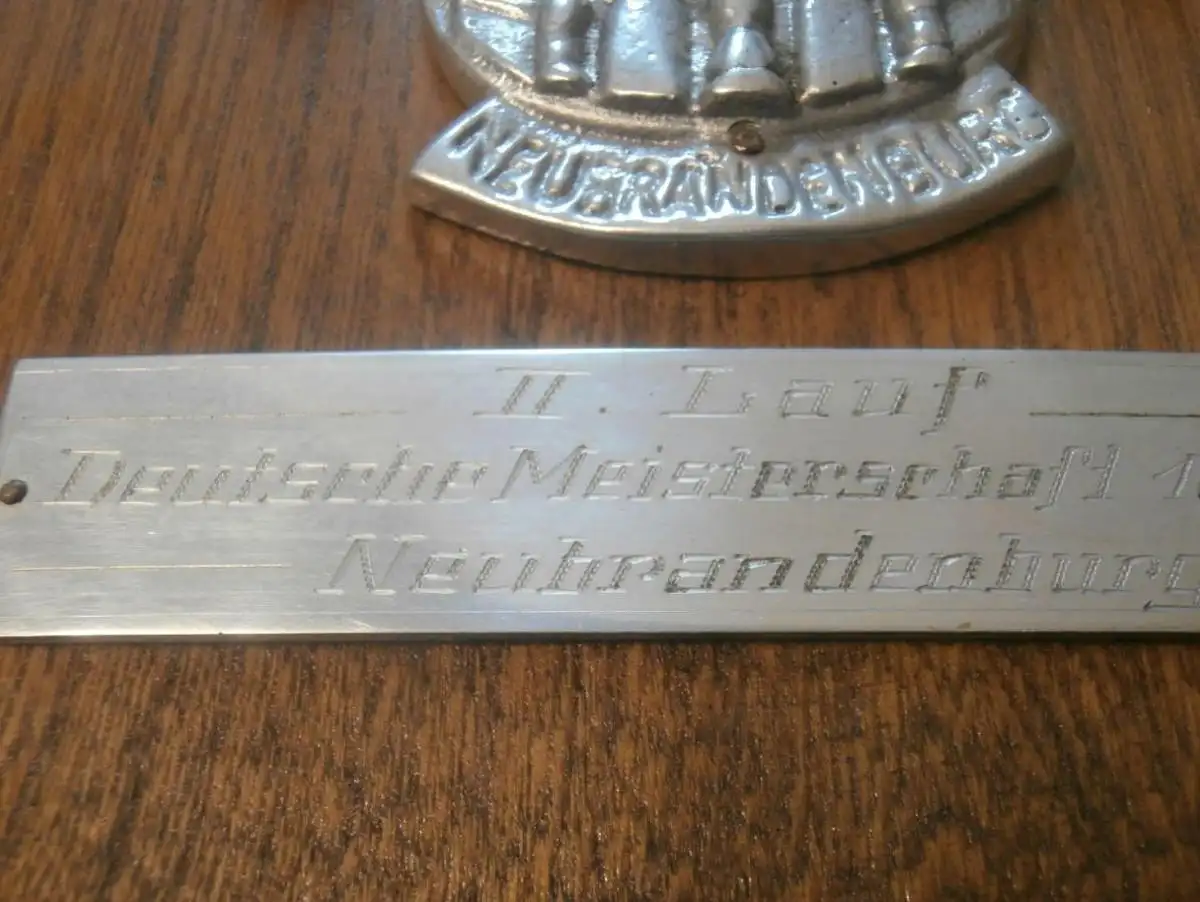 NEUBRANDENBURG
II. Lauf
Deutsche Meisterschaft
Neubrandenburg